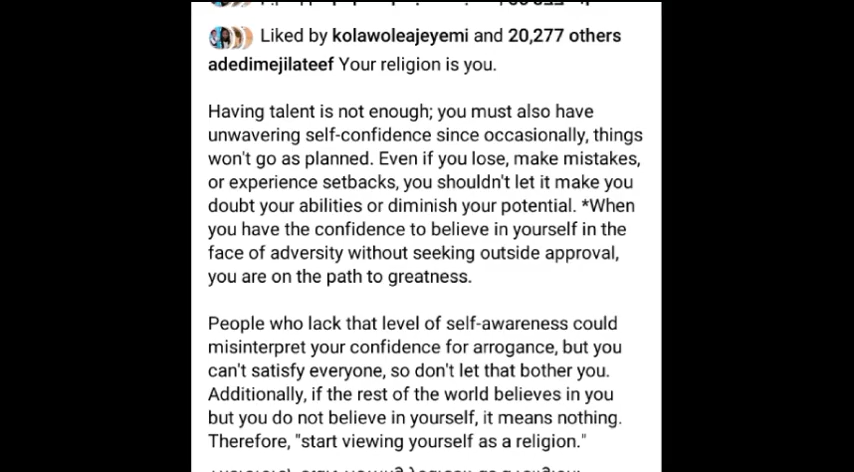 Liked by kolawoleajeyemi and 20,277 others
adedimejilateef Your religion is you.
Having talent is not enough; you must also have
unwavering self-confidence since occasionally, things
won't go as planned. Even if you lose, make mistakes,
or experience setbacks, you shouldn't let it make you
doubt your abilities or diminish your potential. *When
you have the confidence to believe in yourself in the
face of adversity without seeking outside approval,
you are on the path to greatness.
People who lack that level of self-awareness could
misinterpret your confidence for arrogance, but you
can't satisfy everyone, so don't let that bother you.
Additionally, if the rest of the world believes in you
but you do not believe in yourself, it means nothing.
Therefore, "start viewing yourself as a religion."